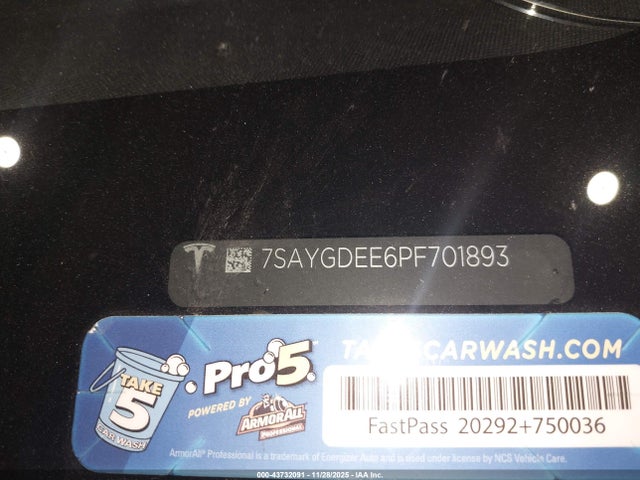 7SAYGDEE6PF701893
TAKE
5
CAR WASH
Pro5
POWERED BY
ARMORALL
PROFESSIONAL
CARWASH.COM
FastPass 20292+750036
ArmorAll® Professional is a trademark of Energizer Auto and is used under license by NCS Vehicle Care.
000-43732091 - 11/28/2025 - IAA Inc.